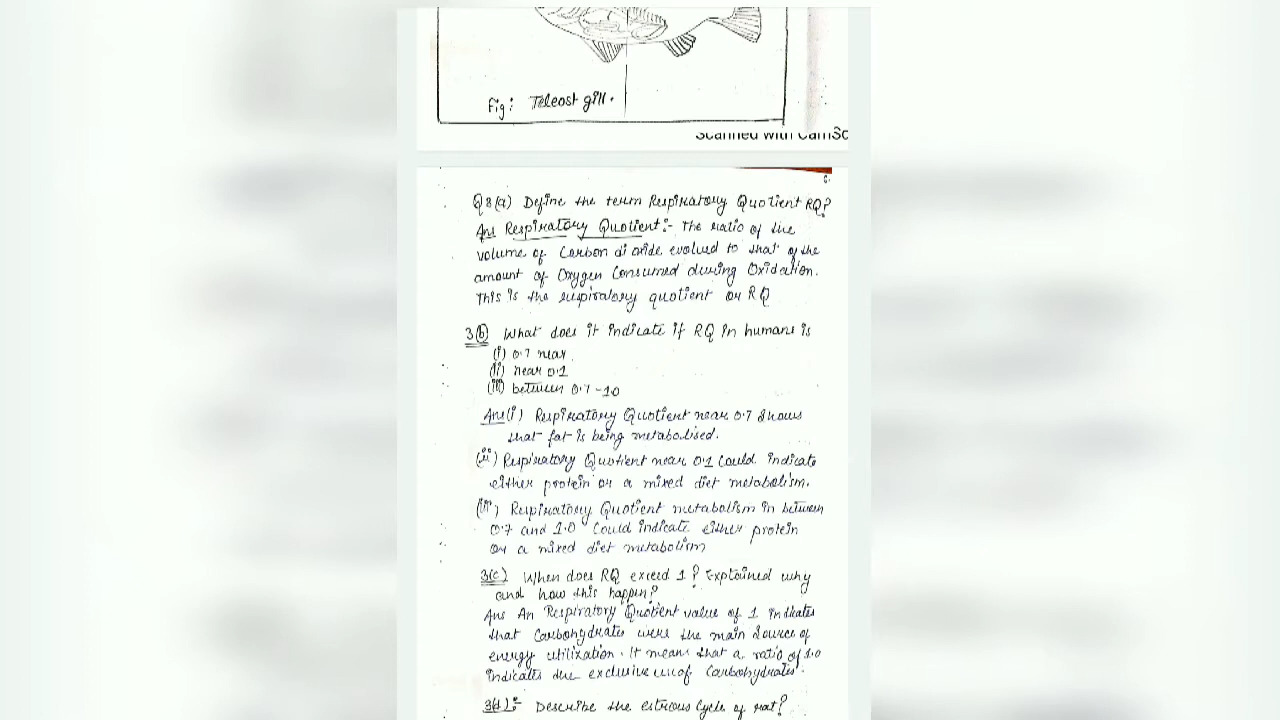 Fig: Teleost gill.
Scanned with CamSc
6.
Q3(a) Define the term Respiratory Quotient RQ?
Ans Respiratory Quotient:- The ratio of the
volume of Carbon di oxide evolued to that of the
amount of Oxygen Consumed during Oxidation.
This is the respiratory quotient or RQ
3(b) What does it indicate if RQ in humans is
(i) 0.7 near
(ii) near 0.1
(iii) between 0.7-1.0
Ans(i) Respiratory Quotient near 0.7 shows
that fat is being metabolised.
(ii) Respiratory Quotient near 0.1 could indicate
either protein or a mixed diet metabolism.
(iii) Respiratory Quotient metabolism in between
0.7 and 1.0 Could indicate either protein
or a mixed diet metabolism
3(c) When does RQ exceed 1? Explained why
and how this happen?
Ans An Respiratory Quotient value of 1 indicates
that Carbohydrates were the main source of
energy utilization. It means that a ratio of 1.0
indicates the exclusive use of Carbohydrates.
3(d):- Describe the estrous Cycle of rat?